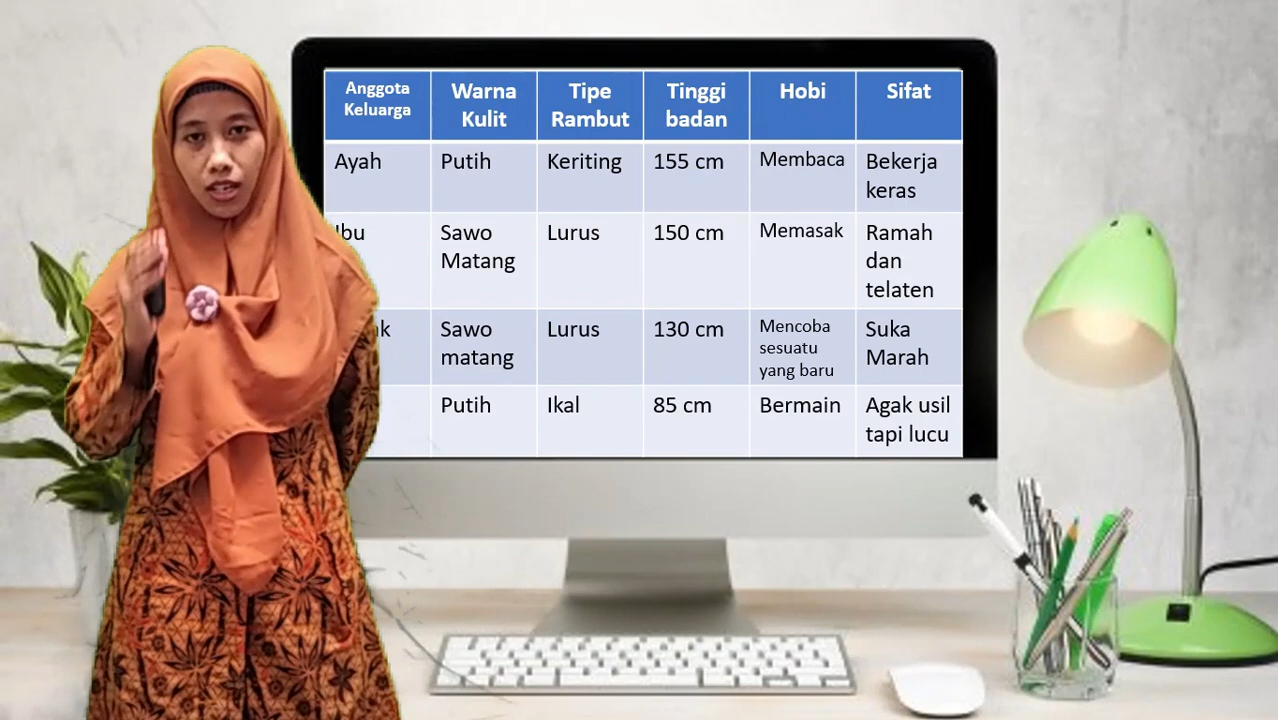 Anggota Keluarga Warna Kulit Tipe Rambut Tinggi badan Hobi Sifat
Ayah Putih Keriting 155 cm Membaca Bekerja keras
Ibu Sawo Matang Lurus 150 cm Memasak Ramah dan telaten
Sawo matang Lurus 130 cm Mencoba sesuatu yang baru Suka Marah
Putih Ikal 85 cm Bermain Agak usil tapi lucu